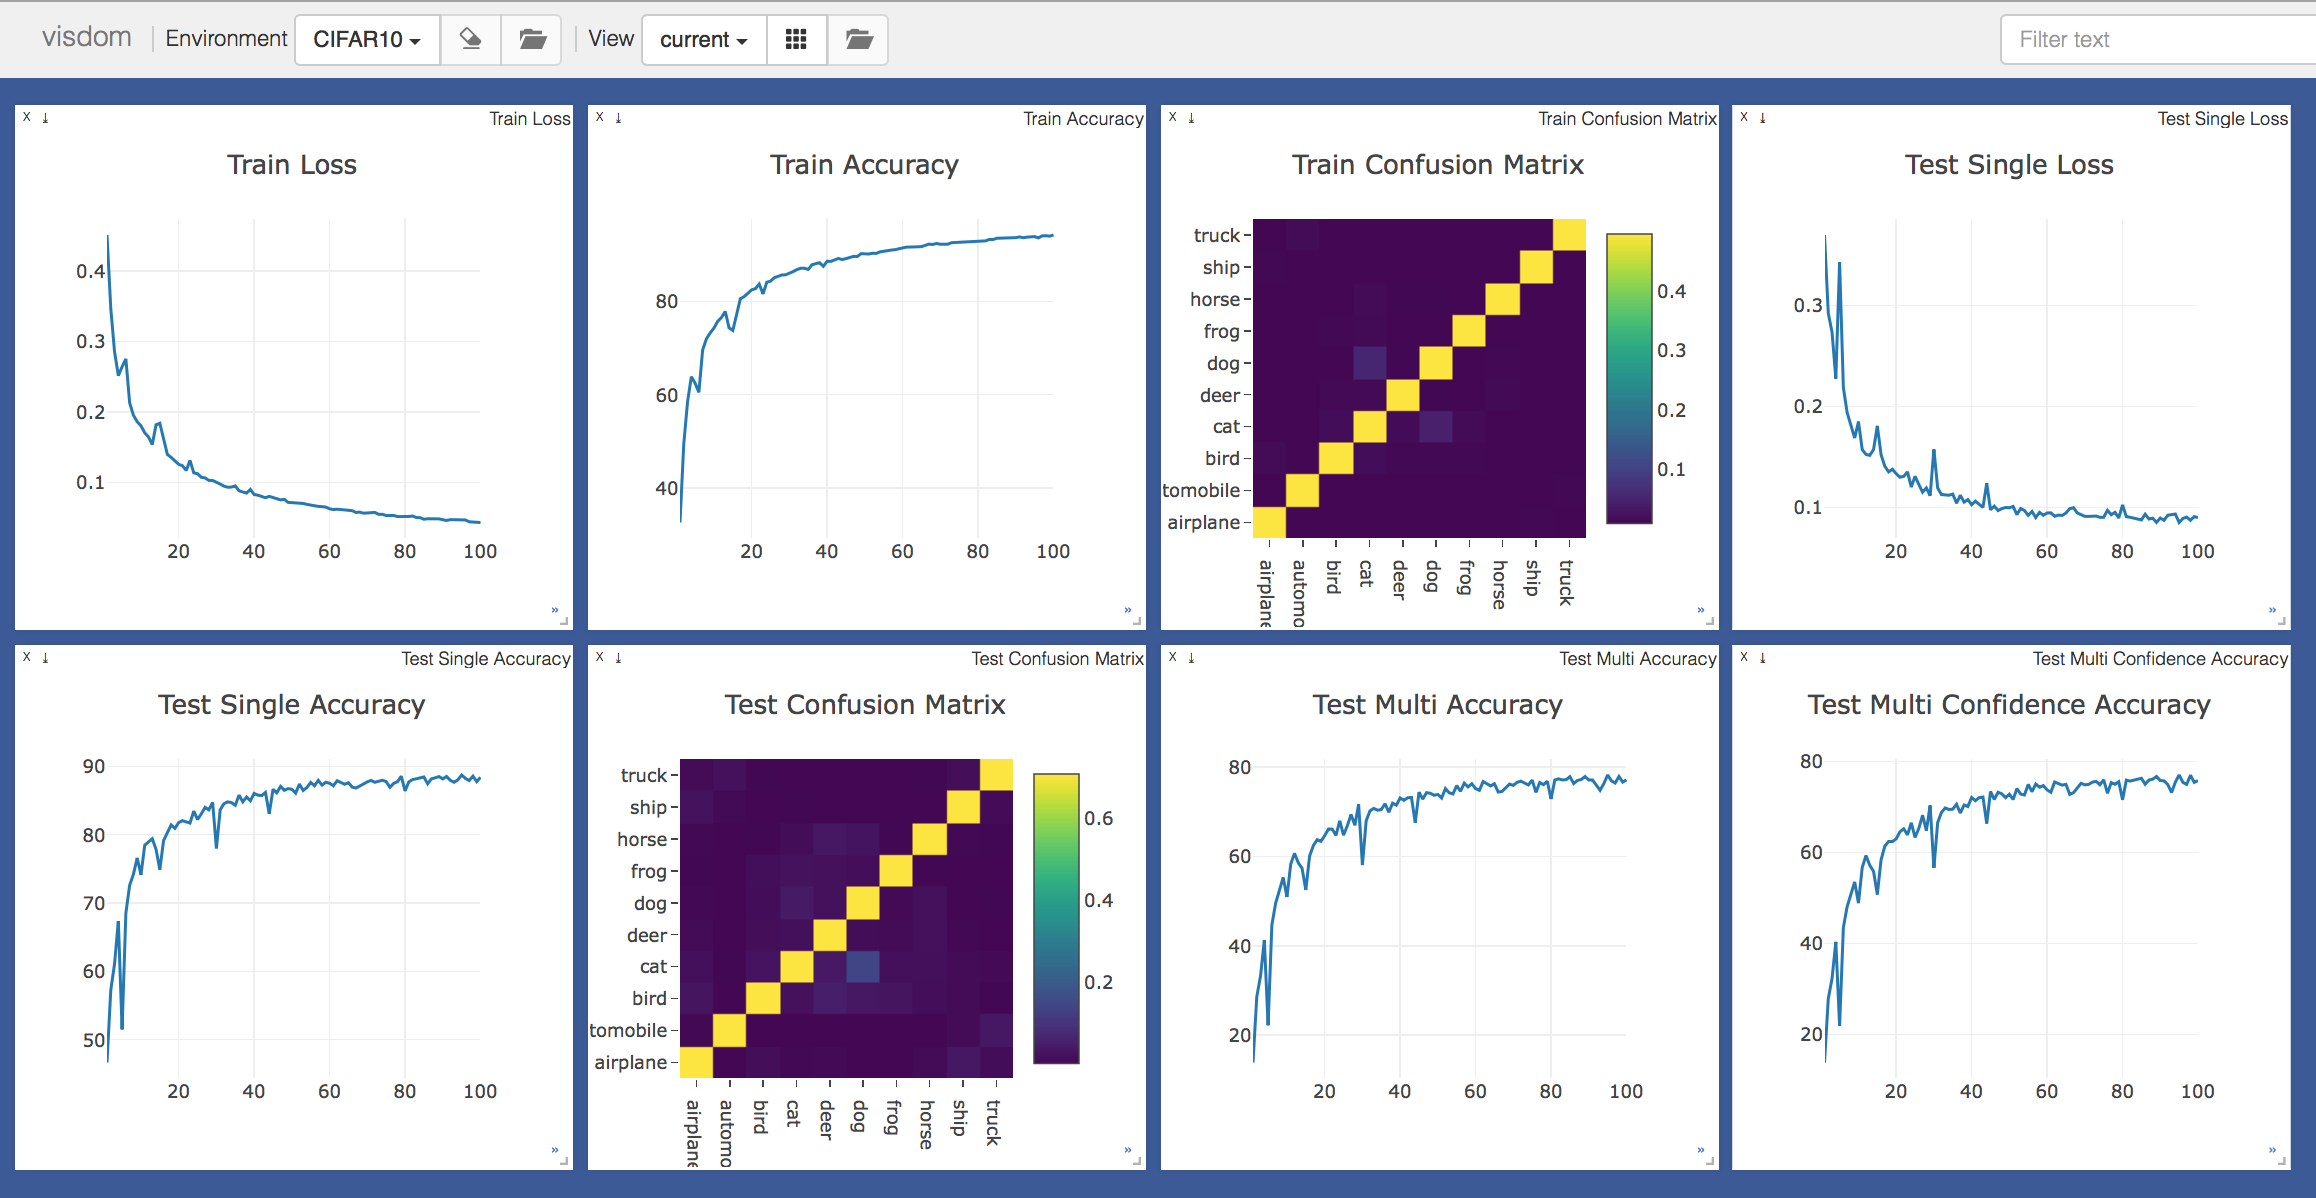 visdom Environment CIFAR10 View current Filter text
X Train Loss
Train Loss
0.4
0.3
0.2
0.1
20 40 60 80 100
»
X Train Accuracy
Train Accuracy
80
60
40
20 40 60 80 100
»
X Train Confusion Matrix
Train Confusion Matrix
truck
ship
horse
frog
dog
deer
cat
bird
tomobile
airplane
0.4
0.3
0.2
0.1
airplane automo bird cat deer dog frog horse ship truck
»
X Test Single Loss
Test Single Loss
0.3
0.2
0.1
20 40 60 80 100
»
X Test Single Accuracy
Test Single Accuracy
90
80
70
60
50
20 40 60 80 100
»
X Test Confusion Matrix
Test Confusion Matrix
truck
ship
horse
frog
dog
deer
cat
bird
tomobile
airplane
0.6
0.4
0.2
airplane automo bird cat deer dog frog horse ship truck
»
X Test Multi Accuracy
Test Multi Accuracy
80
60
40
20
20 40 60 80 100
»
X Test Multi Confidence Accuracy
Test Multi Confidence Accuracy
80
60
40
20
20 40 60 80 100
»